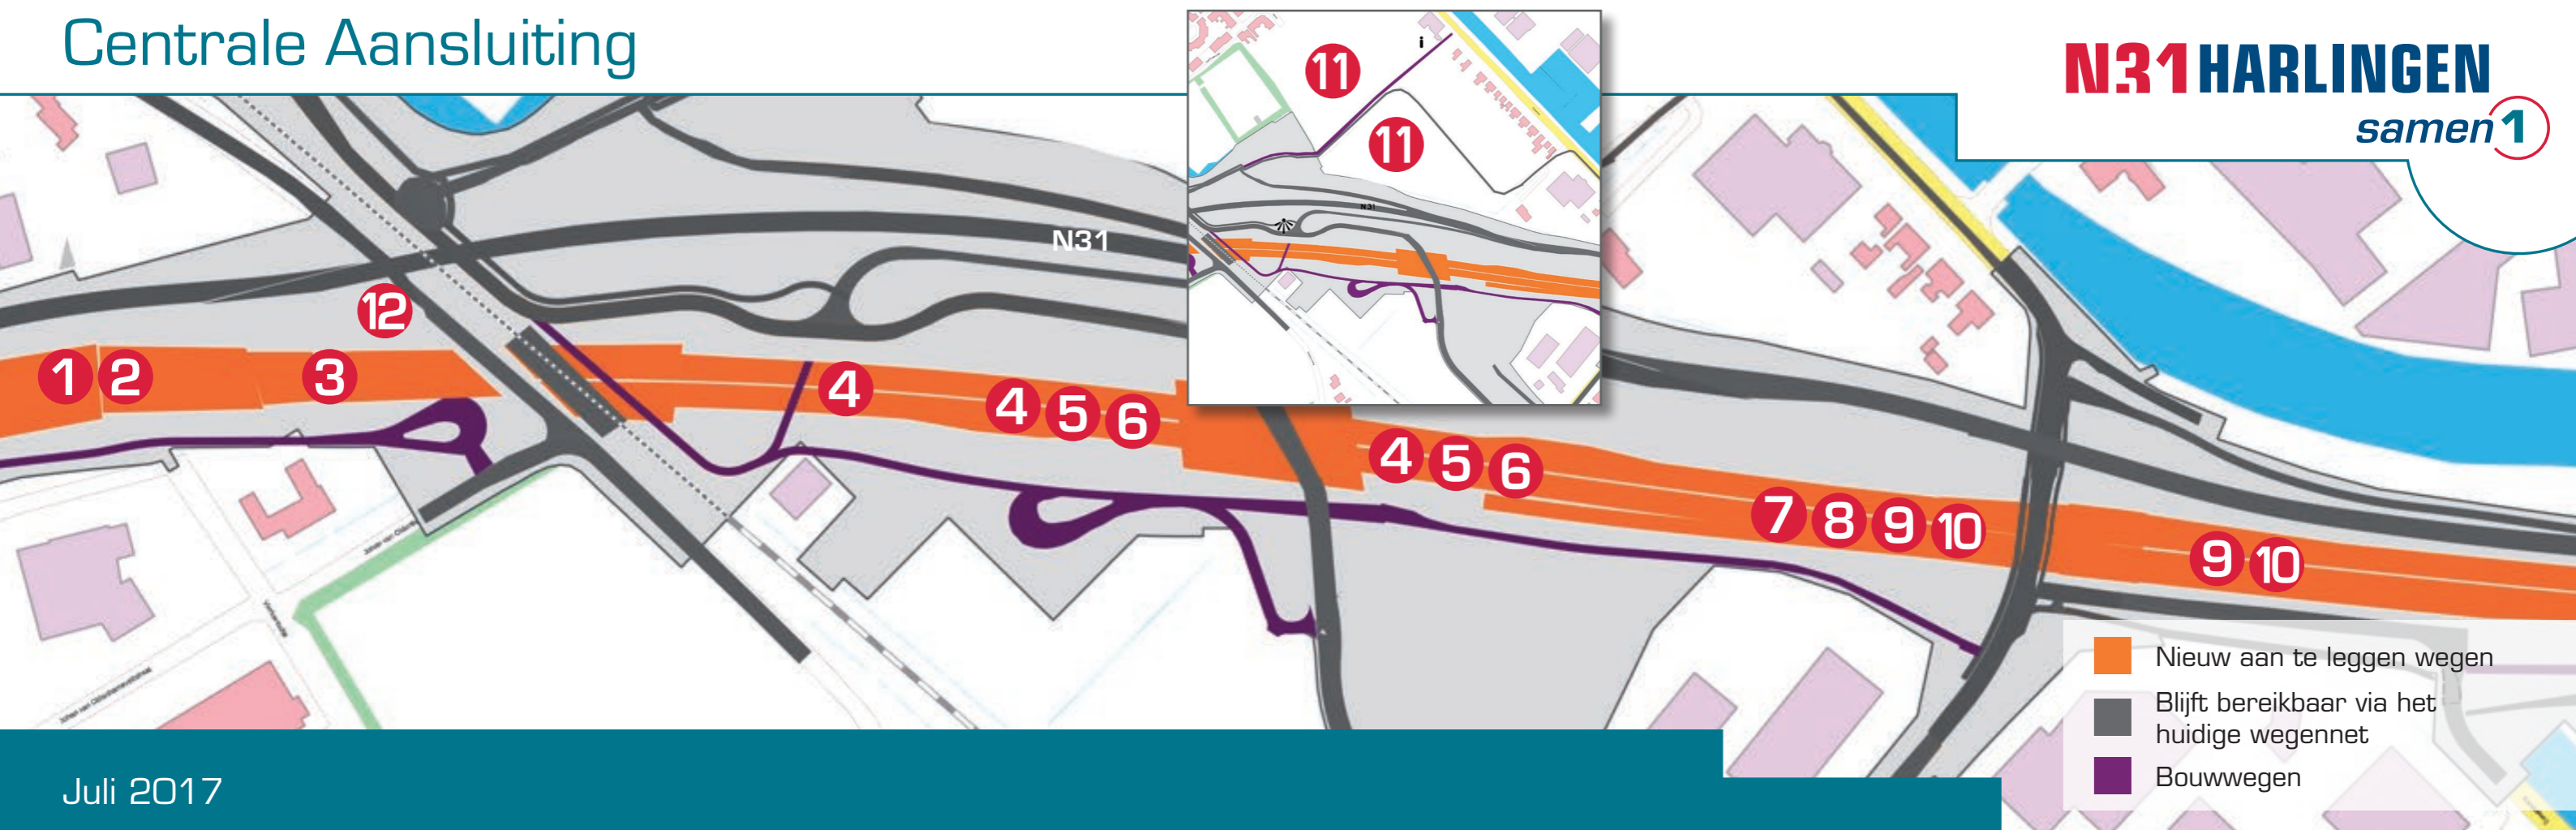 Centrale Aansluiting
N31 HARLINGEN
samen 1
11
i
11
N31
N31
12
1 2 3 4 4 5 6
4 5 6
7 8 9 10
9 10
Nieuw aan te leggen wegen
Blijft bereikbaar via het
huidige wegennet
Bouwwegen
Juli 2017